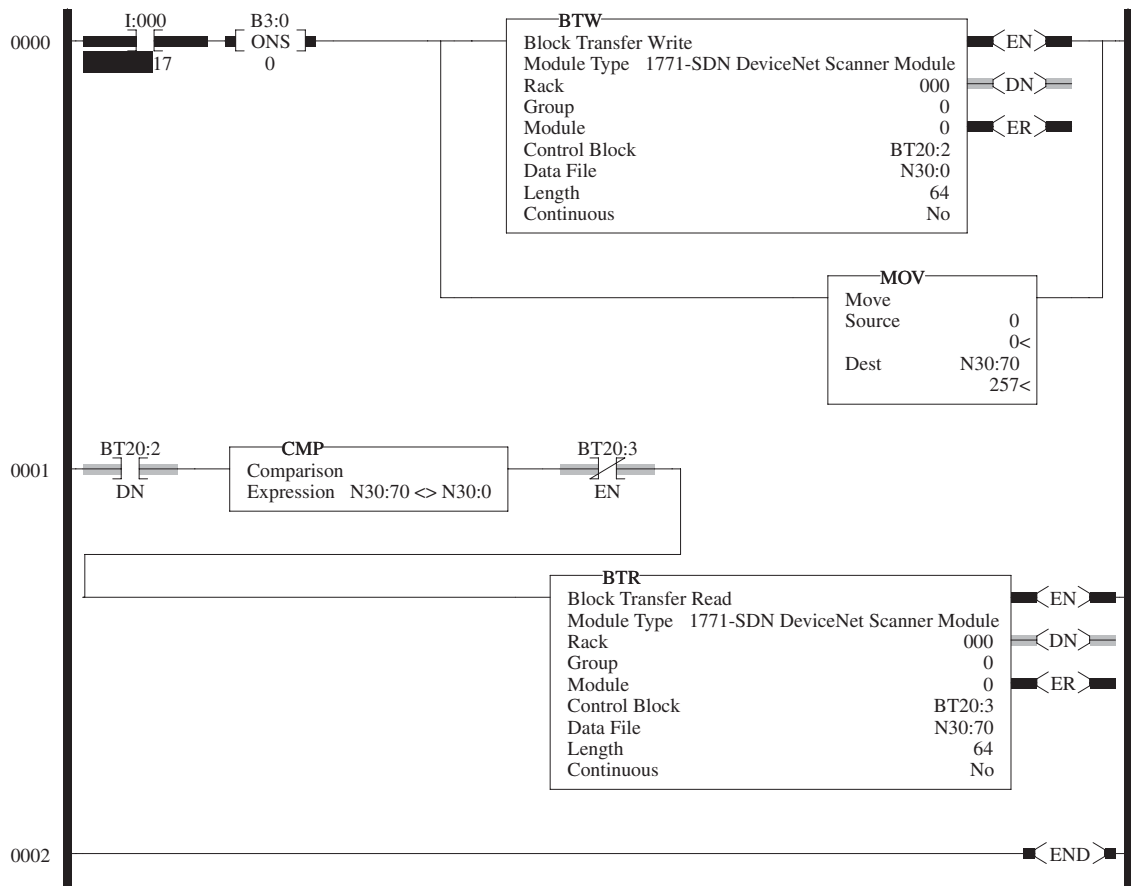 I:000 B3:0 BTW
0000 ONS Block Transfer Write EN
17 0 Module Type 1771-SDN DeviceNet Scanner Module
Rack 000 DN
Group 0
Module 0 ER
Control Block BT20:2
Data File N30:0
Length 64
Continuous No
MOV
Move
Source 0
0<
Dest N30:70
257<
BT20:2 CMP BT20:3
0001 Comparison
DN Expression N30:70 <> N30:0 EN
BTR
Block Transfer Read EN
Module Type 1771-SDN DeviceNet Scanner Module
Rack 000 DN
Group 0
Module 0 ER
Control Block BT20:3
Data File N30:70
Length 64
Continuous No
0002 END